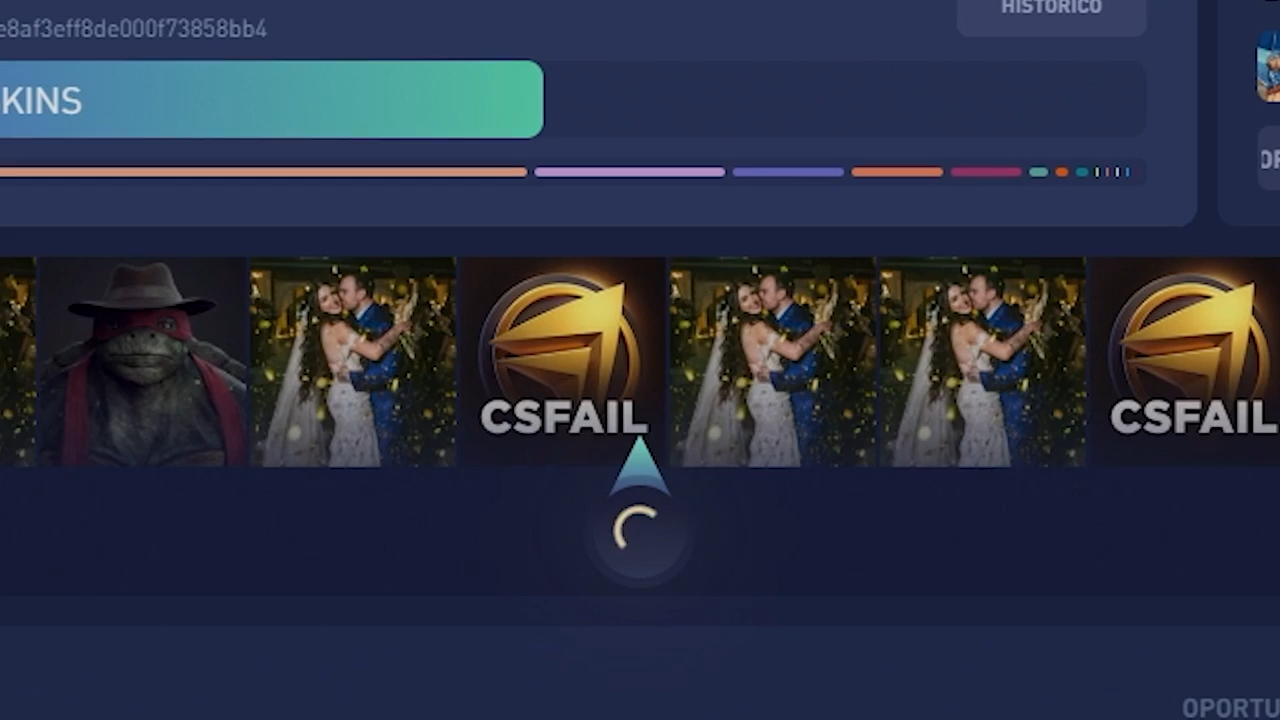 HISTÓRICO
e8af3eff8de000f73858bb4
KINS
CSFAIL
CSFAIL
OPORTU